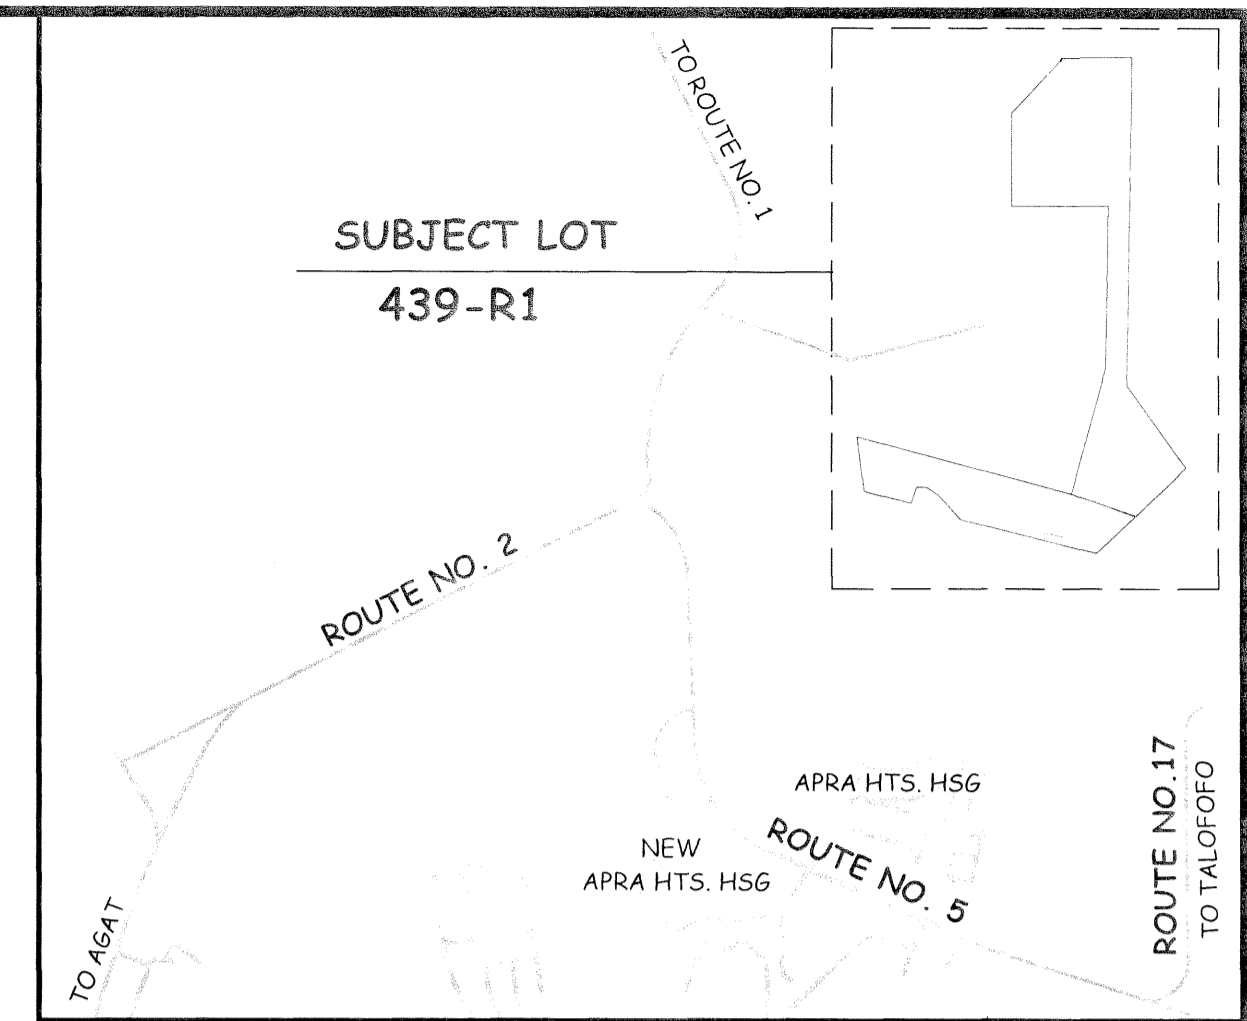 TO ROUTE NO. 1
SUBJECT LOT
439-R1
ROUTE NO. 2
APRA HTS. HSG
NEW
APRA HTS. HSG
ROUTE NO. 5
ROUTE NO.17
TO TALOFOFO
TO AGAT